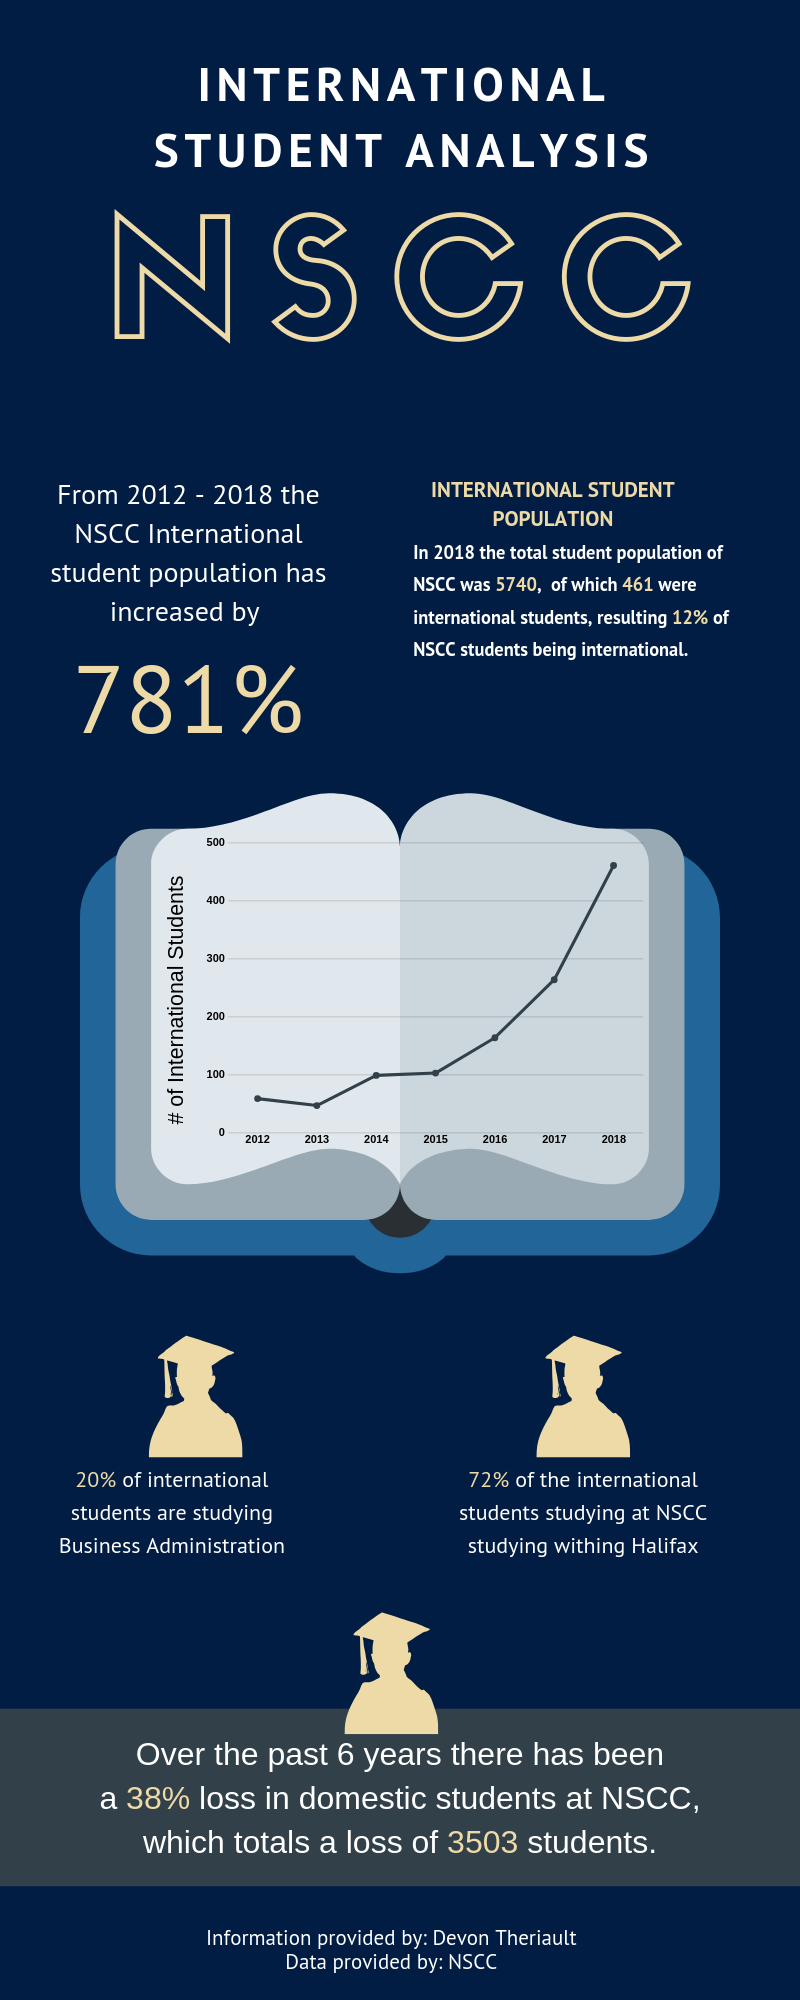 INTERNATIONAL
STUDENT ANALYSIS
NSCC
From 2012 - 2018 the
NSCC International
student population has
increased by
781%
INTERNATIONAL STUDENT
POPULATION
In 2018 the total student population of
NSCC was 5740,  of which 461 were
international students, resulting 12% of
NSCC students being international.
# of International Students
500
400
300
200
100
0
2012 2013 2014 2015 2016 2017 2018
20% of international
students are studying
Business Administration
72% of the international
students studying at NSCC
studying withing Halifax
Over the past 6 years there has been
a 38% loss in domestic students at NSCC,
which totals a loss of 3503 students.
Information provided by: Devon Theriault
Data provided by: NSCC